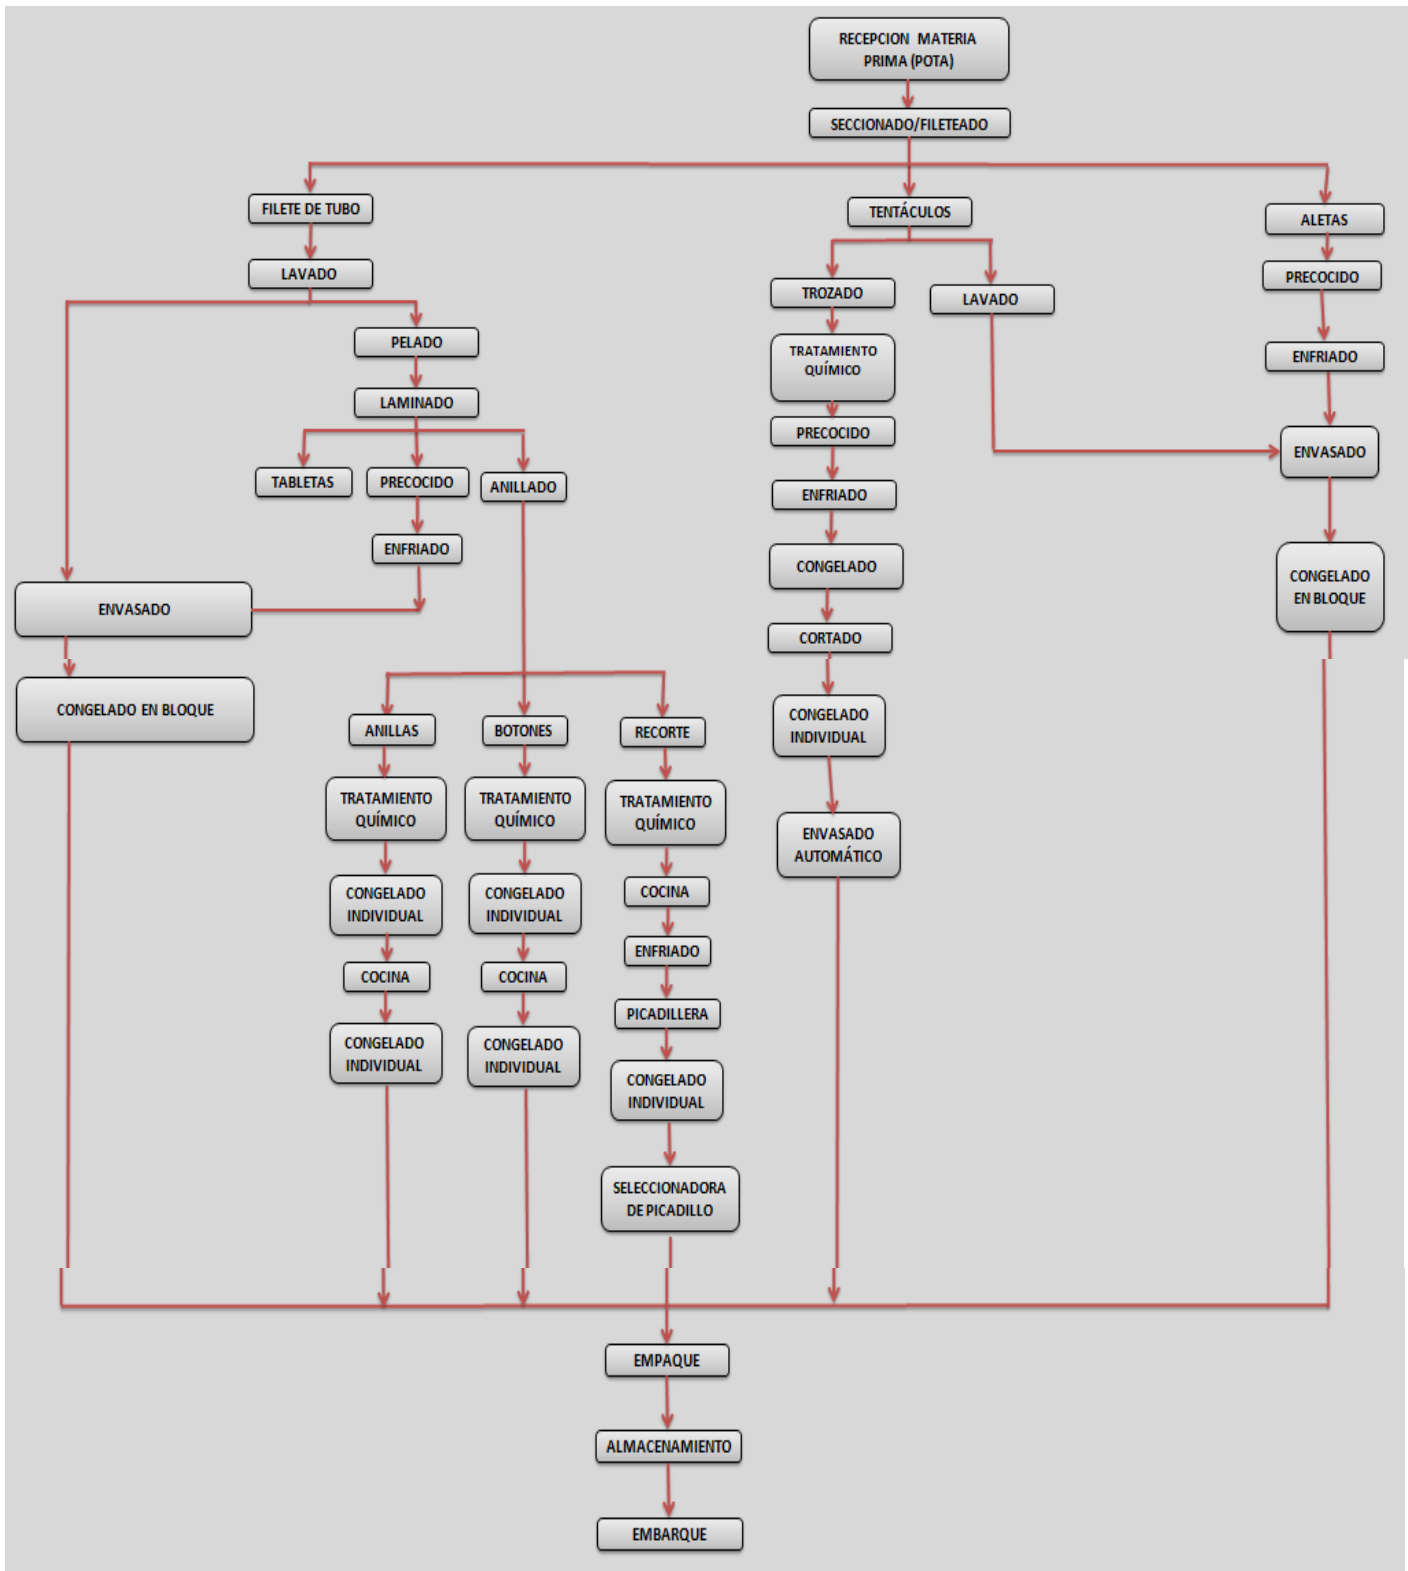 RECEPCION MATERIA
PRIMA (POTA)
SECCIONADO/FILETEADO
FILETE DE TUBO
TENTÁCULOS
ALETAS
LAVADO
PRECOCIDO
TROZADO
LAVADO
PELADO
TRATAMIENTO
QUÍMICO
ENFRIADO
LAMINADO
PRECOCIDO
ENVASADO
TABLETAS
PRECOCIDO
ANILLADO
ENFRIADO
ENFRIADO
CONGELADO
CONGELADO
EN BLOQUE
ENVASADO
CORTADO
CONGELADO EN BLOQUE
CONGELADO
INDIVIDUAL
ANILLAS
BOTONES
RECORTE
TRATAMIENTO
QUÍMICO
TRATAMIENTO
QUÍMICO
TRATAMIENTO
QUÍMICO
ENVASADO
AUTOMÁTICO
CONGELADO
INDIVIDUAL
CONGELADO
INDIVIDUAL
COCINA
ENFRIADO
COCINA
COCINA
PICADILLERA
CONGELADO
INDIVIDUAL
CONGELADO
INDIVIDUAL
CONGELADO
INDIVIDUAL
SELECCIONADORA
DE PICADILLO
EMPAQUE
ALMACENAMIENTO
EMBARQUE